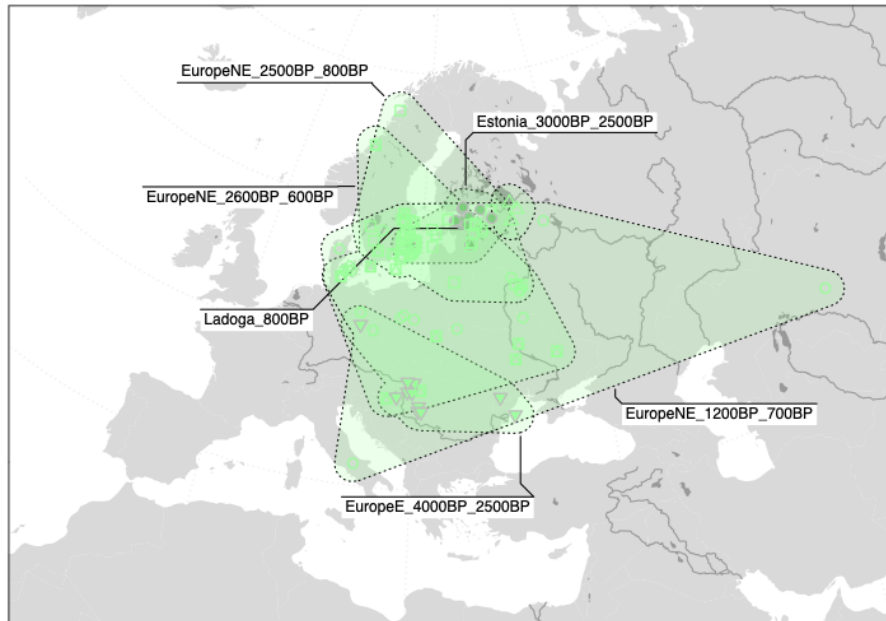 EuropeNE_2500BP_800BP
Estonia_3000BP_2500BP
EuropeNE_2600BP_600BP
Ladoga_800BP
EuropeNE_1200BP_700BP
EuropeE_4000BP_2500BP